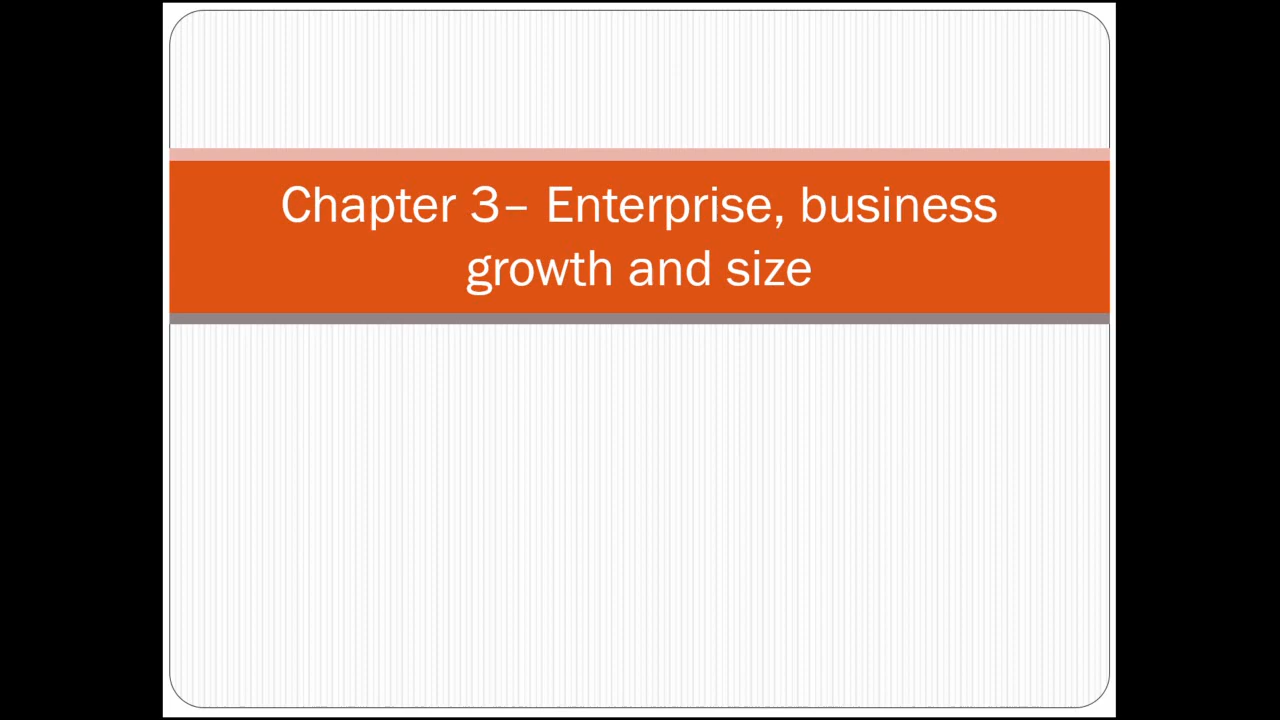 Chapter 3– Enterprise, business
growth and size